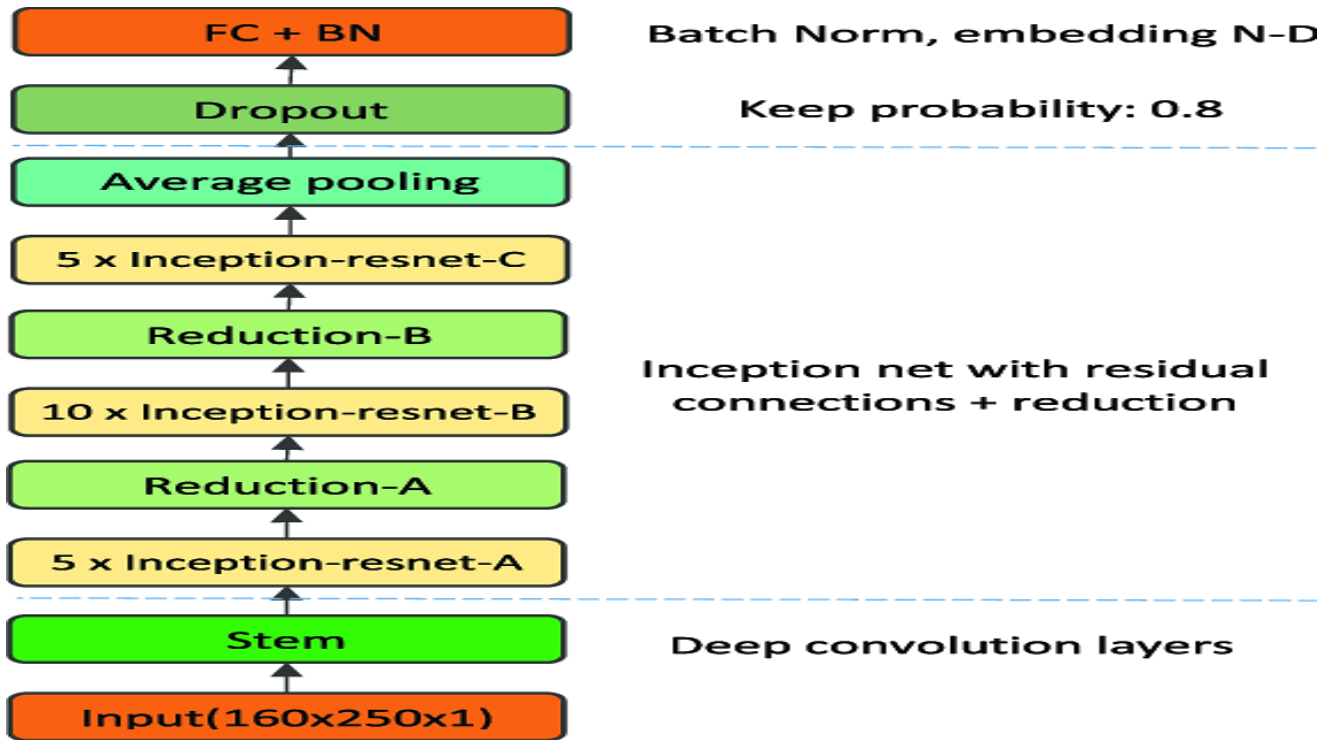 FC + BN
Batch Norm, embedding N-D
Dropout
Keep probability: 0.8
Average pooling
5 x Inception-resnet-C
Reduction-B
Inception net with residual
connections + reduction
10 x Inception-resnet-B
Reduction-A
5 x Inception-resnet-A
Stem
Deep convolution layers
Input(160x250x1)